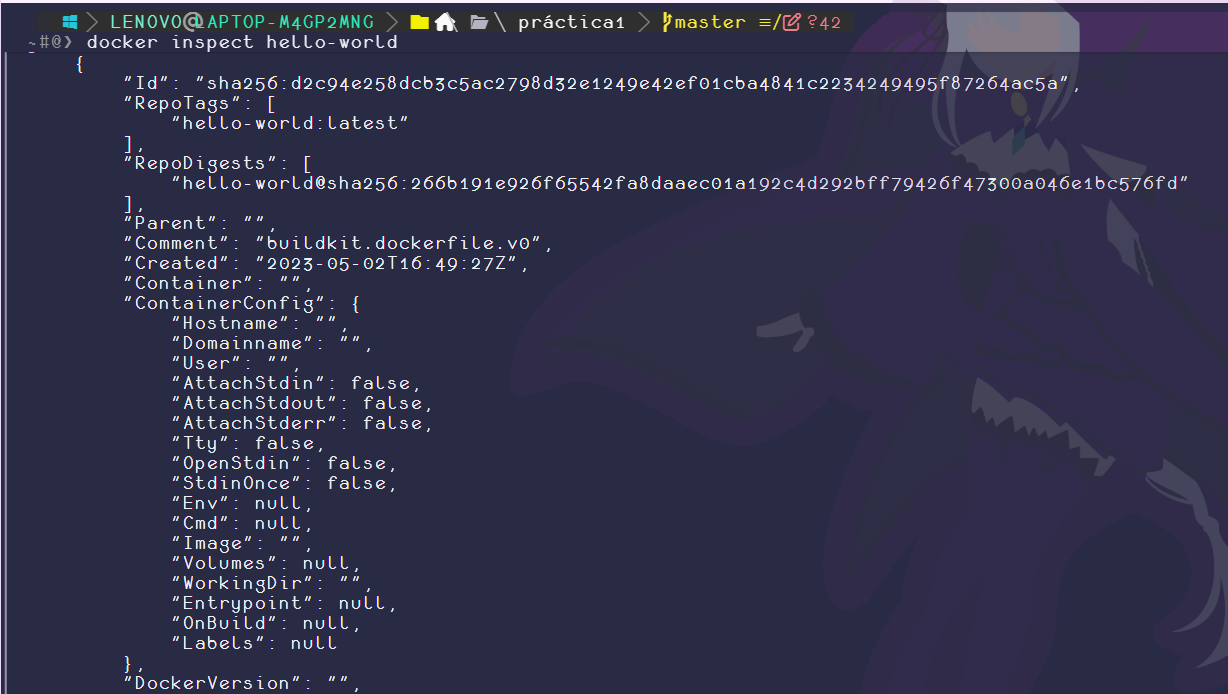 LENOVO@APTOP-M4GP2MNG > \ práctica1 > master ≡/ ?42
~#@❯ docker inspect hello-world
{
"Id": "sha256:d2c94e258dcb3c5ac2798d32e1249e42ef01cba4841c2234249495f87264ac5a",
"RepoTags": [
"hello-world:latest"
],
"RepoDigests": [
"hello-world@sha256:266b191e926f65542fa8daaec01a192c4d292bff79426f47300a046e1bc576fd"
],
"Parent": "",
"Comment": "buildkit.dockerfile.v0",
"Created": "2023-05-02T16:49:27Z",
"Container": "",
"ContainerConfig": {
"Hostname": "",
"Domainname": "",
"User": "",
"AttachStdin": false,
"AttachStdout": false,
"AttachStderr": false,
"Tty": false,
"OpenStdin": false,
"StdinOnce": false,
"Env": null,
"Cmd": null,
"Image": "",
"Volumes": null,
"WorkingDir": "",
"Entrypoint": null,
"OnBuild": null,
"Labels": null
},
"DockerVersion": "",